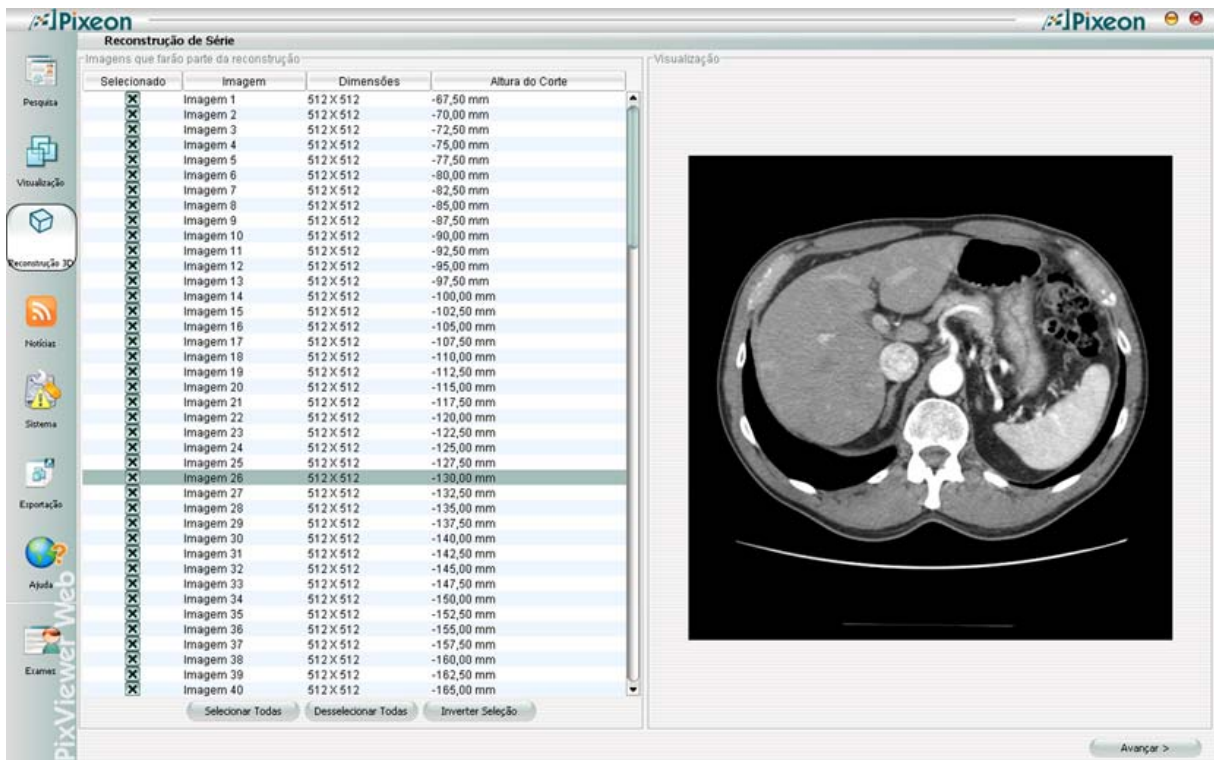 Pixeon
Pixeon
Reconstrução de Série
Pesquisa
Visualização
Reconstrução 3D
Notícias
Sistema
Exportação
Ajuda
Exames
PixViewer Web
Imagens que farão parte da reconstrução
Selecionado Imagem Dimensões Altura do Corte
Imagem 1 512 X 512 -67,50 mm
Imagem 2 512 X 512 -70,00 mm
Imagem 3 512 X 512 -72,50 mm
Imagem 4 512 X 512 -75,00 mm
Imagem 5 512 X 512 -77,50 mm
Imagem 6 512 X 512 -80,00 mm
Imagem 7 512 X 512 -82,50 mm
Imagem 8 512 X 512 -85,00 mm
Imagem 9 512 X 512 -87,50 mm
Imagem 10 512 X 512 -90,00 mm
Imagem 11 512 X 512 -92,50 mm
Imagem 12 512 X 512 -95,00 mm
Imagem 13 512 X 512 -97,50 mm
Imagem 14 512 X 512 -100,00 mm
Imagem 15 512 X 512 -102,50 mm
Imagem 16 512 X 512 -105,00 mm
Imagem 17 512 X 512 -107,50 mm
Imagem 18 512 X 512 -110,00 mm
Imagem 19 512 X 512 -112,50 mm
Imagem 20 512 X 512 -115,00 mm
Imagem 21 512 X 512 -117,50 mm
Imagem 22 512 X 512 -120,00 mm
Imagem 23 512 X 512 -122,50 mm
Imagem 24 512 X 512 -125,00 mm
Imagem 25 512 X 512 -127,50 mm
Imagem 26 512 X 512 -130,00 mm
Imagem 27 512 X 512 -132,50 mm
Imagem 28 512 X 512 -135,00 mm
Imagem 29 512 X 512 -137,50 mm
Imagem 30 512 X 512 -140,00 mm
Imagem 31 512 X 512 -142,50 mm
Imagem 32 512 X 512 -145,00 mm
Imagem 33 512 X 512 -147,50 mm
Imagem 34 512 X 512 -150,00 mm
Imagem 35 512 X 512 -152,50 mm
Imagem 36 512 X 512 -155,00 mm
Imagem 37 512 X 512 -157,50 mm
Imagem 38 512 X 512 -160,00 mm
Imagem 39 512 X 512 -162,50 mm
Imagem 40 512 X 512 -165,00 mm
Selecionar Todas Desselecionar Todas Inverter Seleção
Visualização
Avançar >